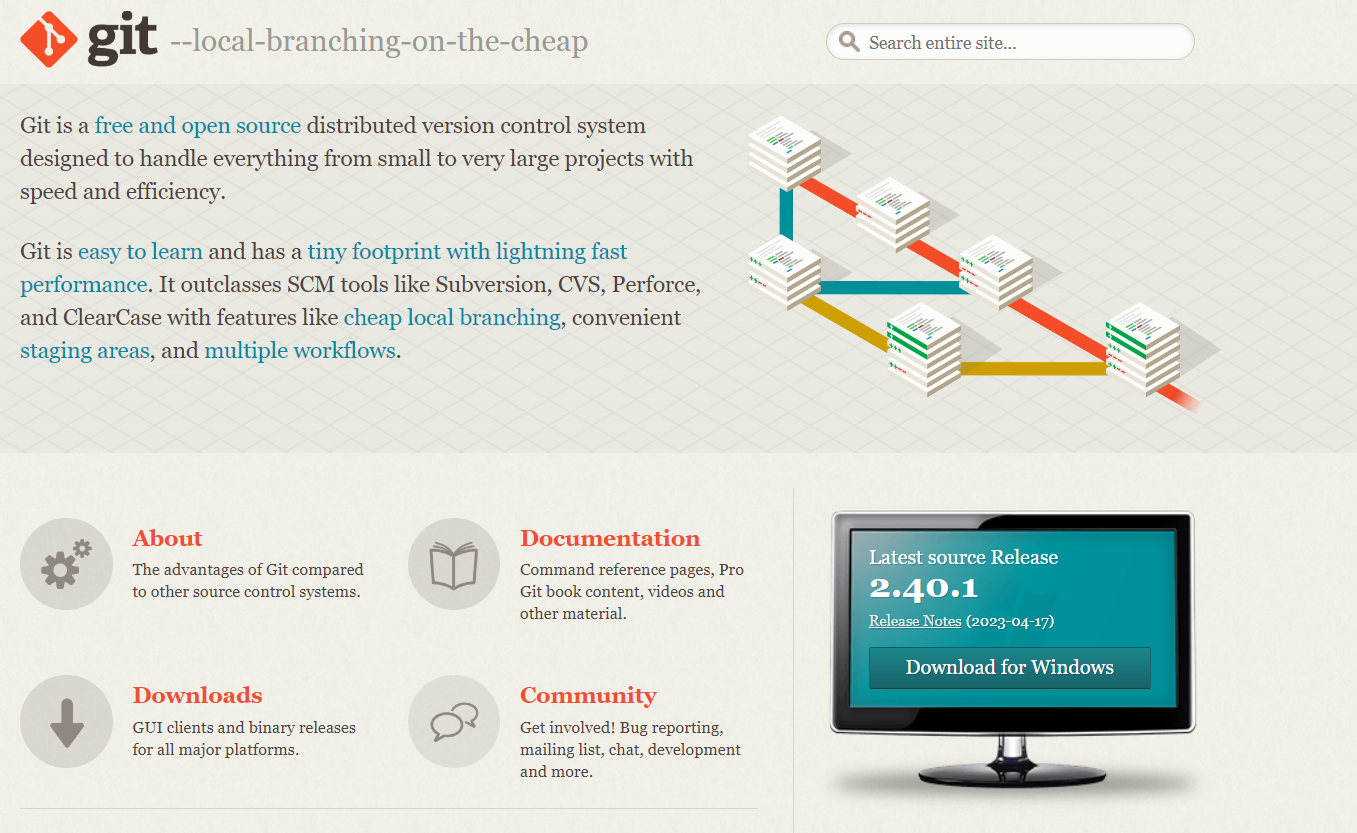 git --local-branching-on-the-cheap
Search entire site...
Git is a free and open source distributed version control system
designed to handle everything from small to very large projects with
speed and efficiency.
Git is easy to learn and has a tiny footprint with lightning fast
performance. It outclasses SCM tools like Subversion, CVS, Perforce,
and ClearCase with features like cheap local branching, convenient
staging areas, and multiple workflows.
About
The advantages of Git compared
to other source control systems.
Documentation
Command reference pages, Pro
Git book content, videos and
other material.
Downloads
GUI clients and binary releases
for all major platforms.
Community
Get involved! Bug reporting,
mailing list, chat, development
and more.
Latest source Release
2.40.1
Release Notes (2023-04-17)
Download for Windows